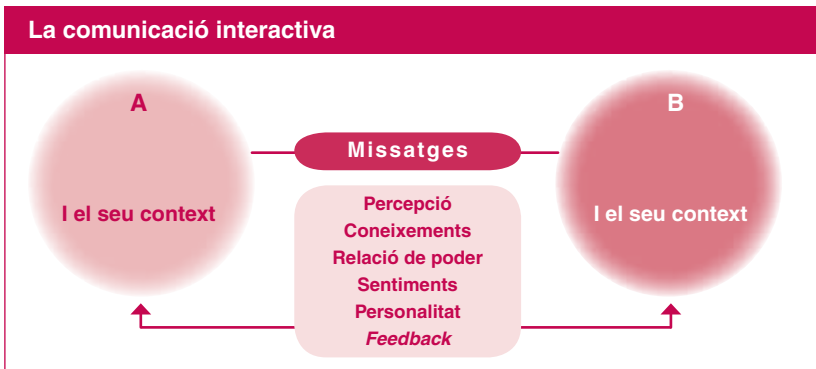 La comunicació interactiva
A
B
Missatges
I el seu context
I el seu context
Percepció
Coneixements
Relació de poder
Sentiments
Personalitat
Feedback